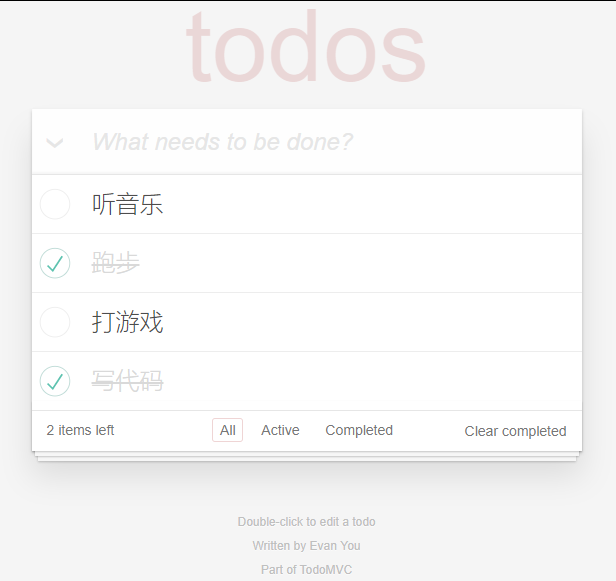 todos
What needs to be done?
听音乐
跑步
打游戏
写代码
2 items left All Active Completed Clear completed
Double-click to edit a todo
Written by Evan You
Part of TodoMVC